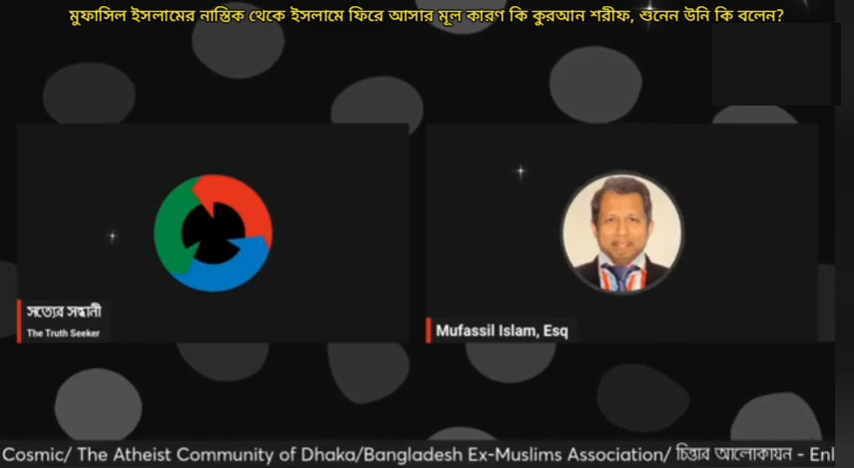 মুফাসিল ইসলামের নাস্তিক থেকে ইসলামে ফিরে আসার মূল কারণ কি কুরআন শরীফ, শুনেন উনি কি বলেন?
সত্যের সন্ধানী
The Truth Seeker
Mufassil Islam, Esq
Cosmic/ The Atheist Community of Dhaka/Bangladesh Ex-Muslims Association/ চিন্তার আলোকায়ন - Enl